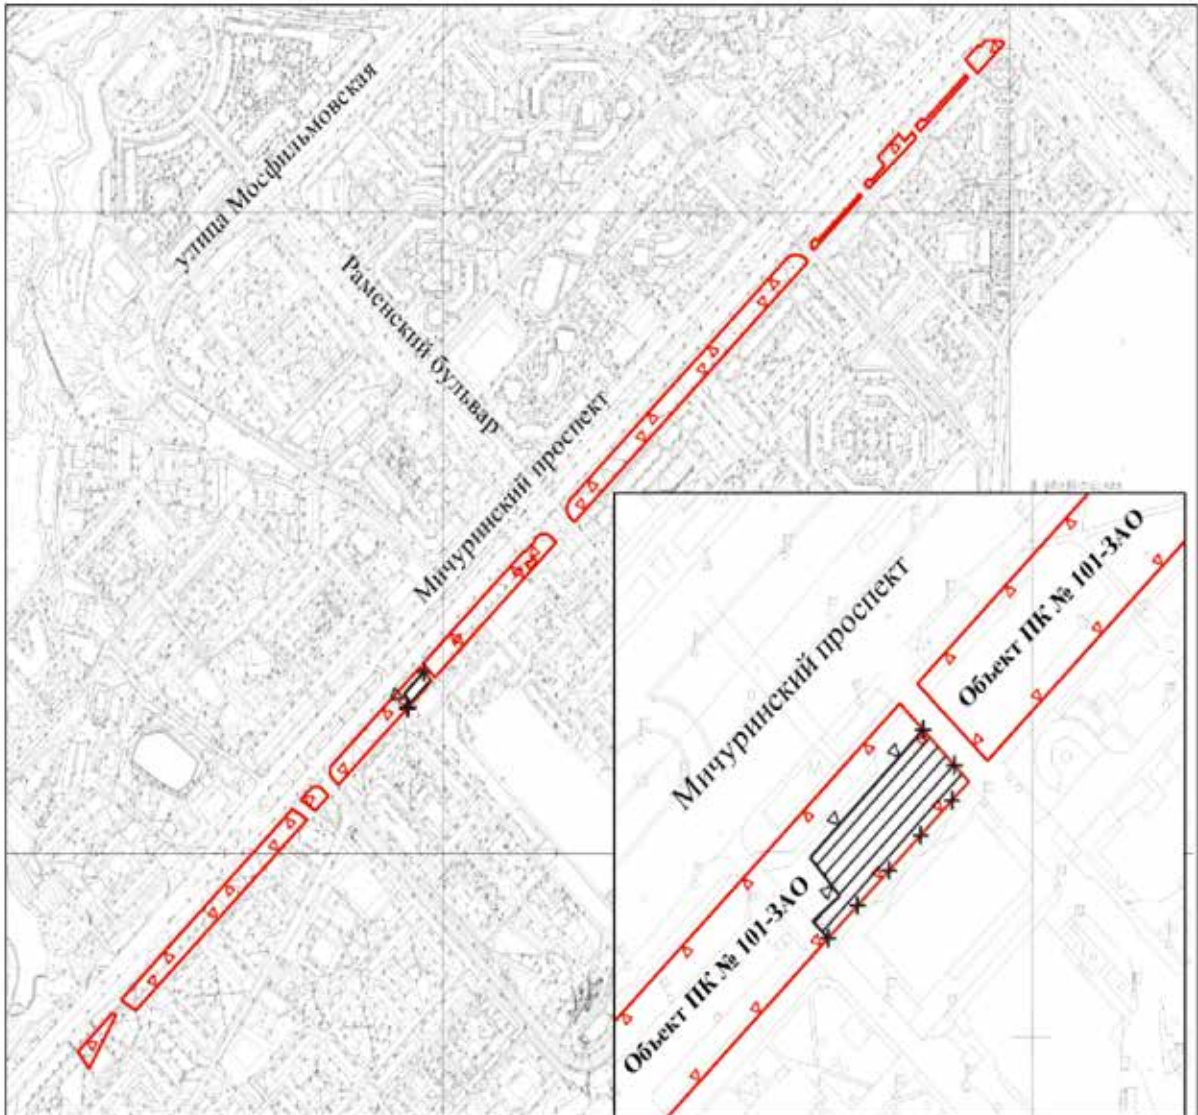 улица Мосфильмовская
Раменский бульвар
Мичуринский проспект
Объект ПК № 101-ЗАО
Мичуринский проспект
Объект ПК № 101-ЗАО